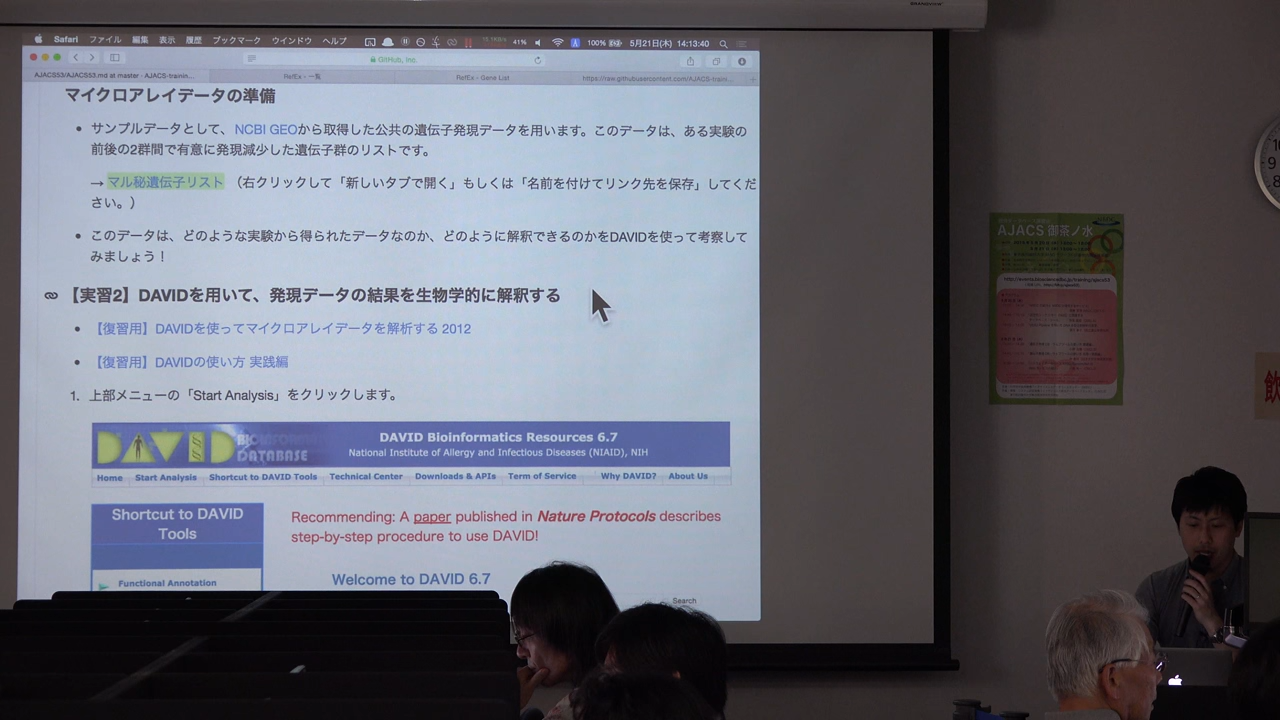 Safari ファイル 編集 表示 履歴 ブックマーク ウインドウ ヘルプ 41% 100% 5月21日(木) 14:13:40
GitHub, Inc.
AJACS53/AJACS53.md at master · AJACS-trainin... RefEx - 一覧 RefEx - Gene List https://raw.githubusercontent.com/AJACS-traini...
マイクロアレイデータの準備
• サンプルデータとして、NCBI GEOから取得した公共の遺伝子発現データを用います。このデータは、ある実験の
前後の2群間で有意に発現減少した遺伝子群のリストです。
→ マル秘遺伝子リスト （右クリックして「新しいタブで開く」もしくは「名前を付けてリンク先を保存」してくだ
さい。）
• このデータは、どのような実験から得られたデータなのか、どのように解釈できるのかをDAVIDを使って考察して
みましょう！
【実習2】DAVIDを用いて、発現データの結果を生物学的に解釈する
• 【復習用】DAVIDを使ってマイクロアレイデータを解析する 2012
• 【復習用】DAVIDの使い方 実践編
1. 上部メニューの「Start Analysis」をクリックします。
DAVID BIOINFORMATICS DATABASE
DAVID Bioinformatics Resources 6.7
National Institute of Allergy and Infectious Diseases (NIAID), NIH
Home Start Analysis Shortcut to DAVID Tools Technical Center Downloads & APIs Term of Service Why DAVID? About Us
Shortcut to DAVID
Tools
Recommending: A paper published in Nature Protocols describes
step-by-step procedure to use DAVID!
Functional Annotation
Welcome to DAVID 6.7
Search
AJACS 御茶ノ水
10
9
8
飲